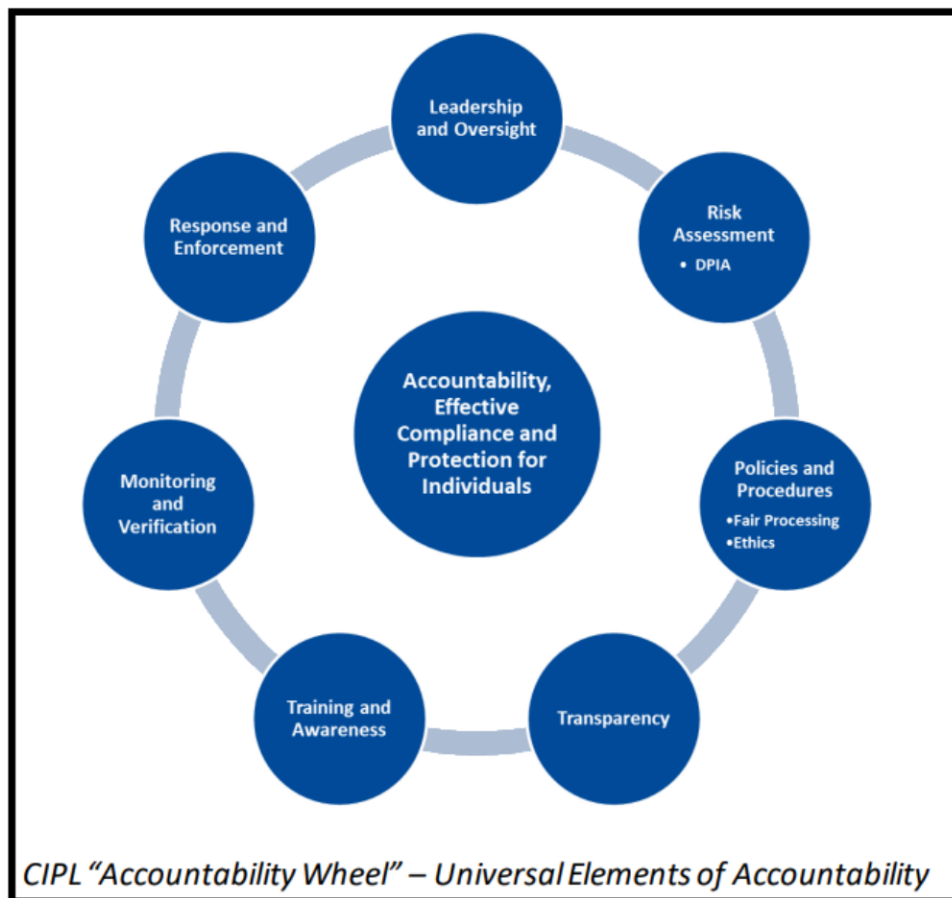 Leadership
and Oversight
Risk
Assessment
• DPIA
Policies and
Procedures
•Fair Processing
•Ethics
Transparency
Training and
Awareness
Monitoring
and
Verification
Response and
Enforcement
Accountability,
Effective
Compliance and
Protection for
Individuals
CIPL “Accountability Wheel” – Universal Elements of Accountability